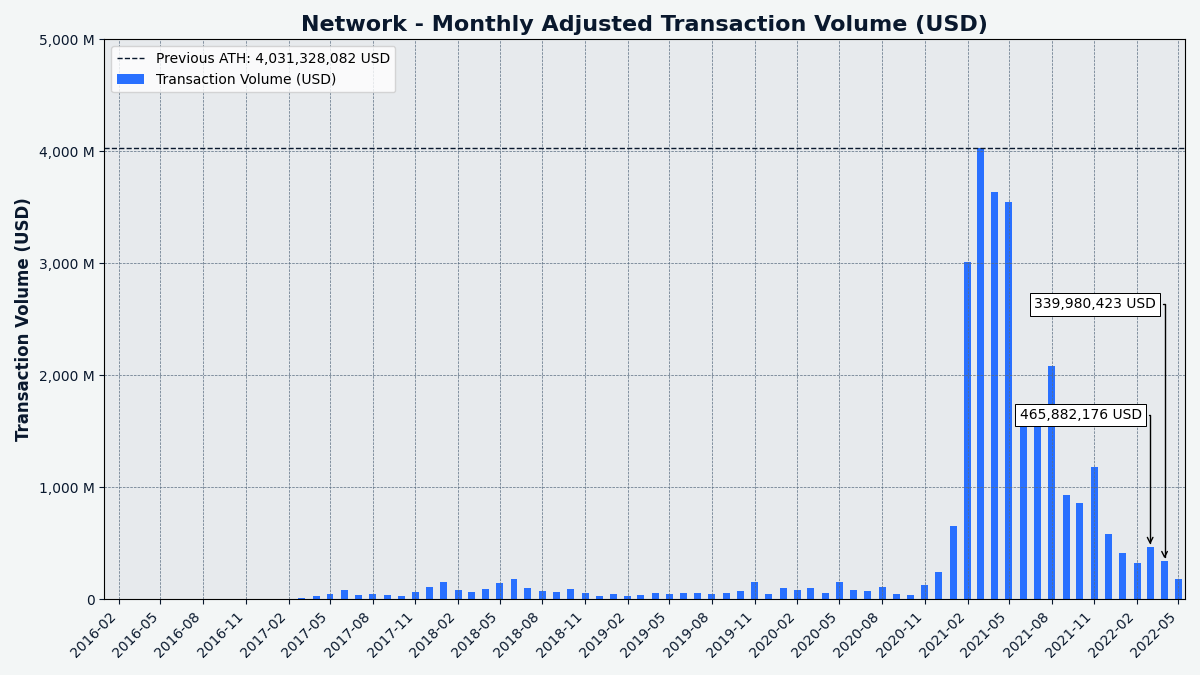 Network - Monthly Adjusted Transaction Volume (USD)
Previous ATH: 4,031,328,082 USD
Transaction Volume (USD)
Transaction Volume (USD)
5,000 M
4,000 M
3,000 M
2,000 M
1,000 M
0
339,980,423 USD
465,882,176 USD
2016-02
2016-05
2016-08
2016-11
2017-02
2017-05
2017-08
2017-11
2018-02
2018-05
2018-08
2018-11
2019-02
2019-05
2019-08
2019-11
2020-02
2020-05
2020-08
2020-11
2021-02
2021-05
2021-08
2021-11
2022-02
2022-05